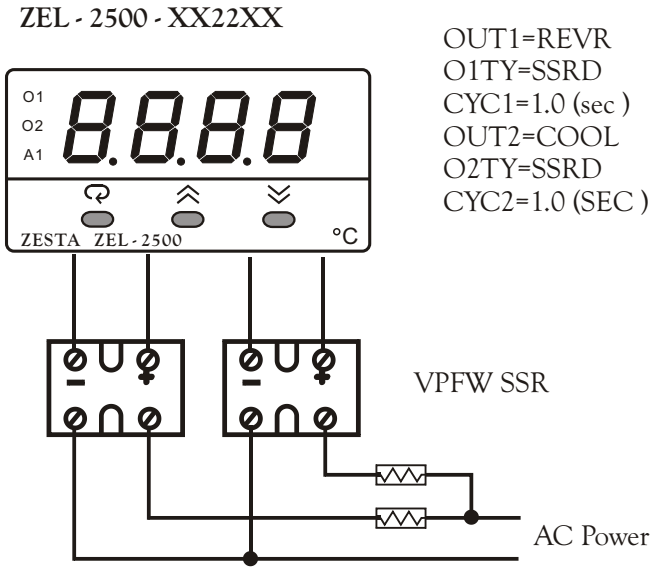 ZEL - 2500 - XX22XX
OUT1=REVR
O1TY=SSRD
CYC1=1.0 (sec )
OUT2=COOL
O2TY=SSRD
CYC2=1.0 (SEC )
O1
O2
A1
8.8.8.8
ZESTA ZEL - 2500
°C
- +
- +
VPFW SSR
AC Power